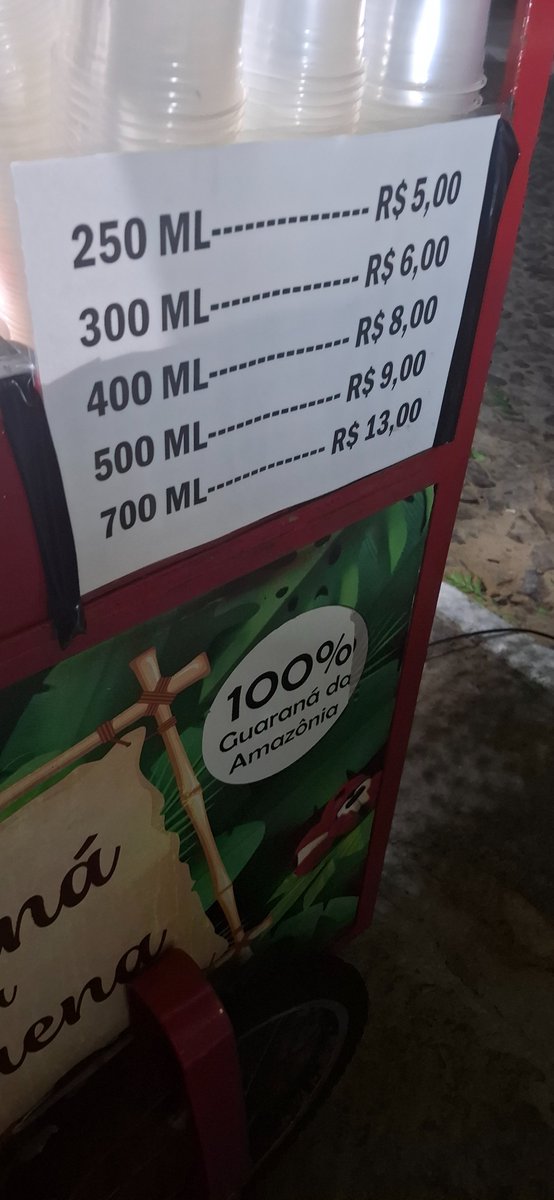 250 ML--------------- R$ 5,00
300 ML--------------- R$ 6,00
400 ML-------------- R$ 8,00
500 ML-------------- R$ 9,00
700 ML------------- R$ 13,00
100%
Guaraná da
Amazônia